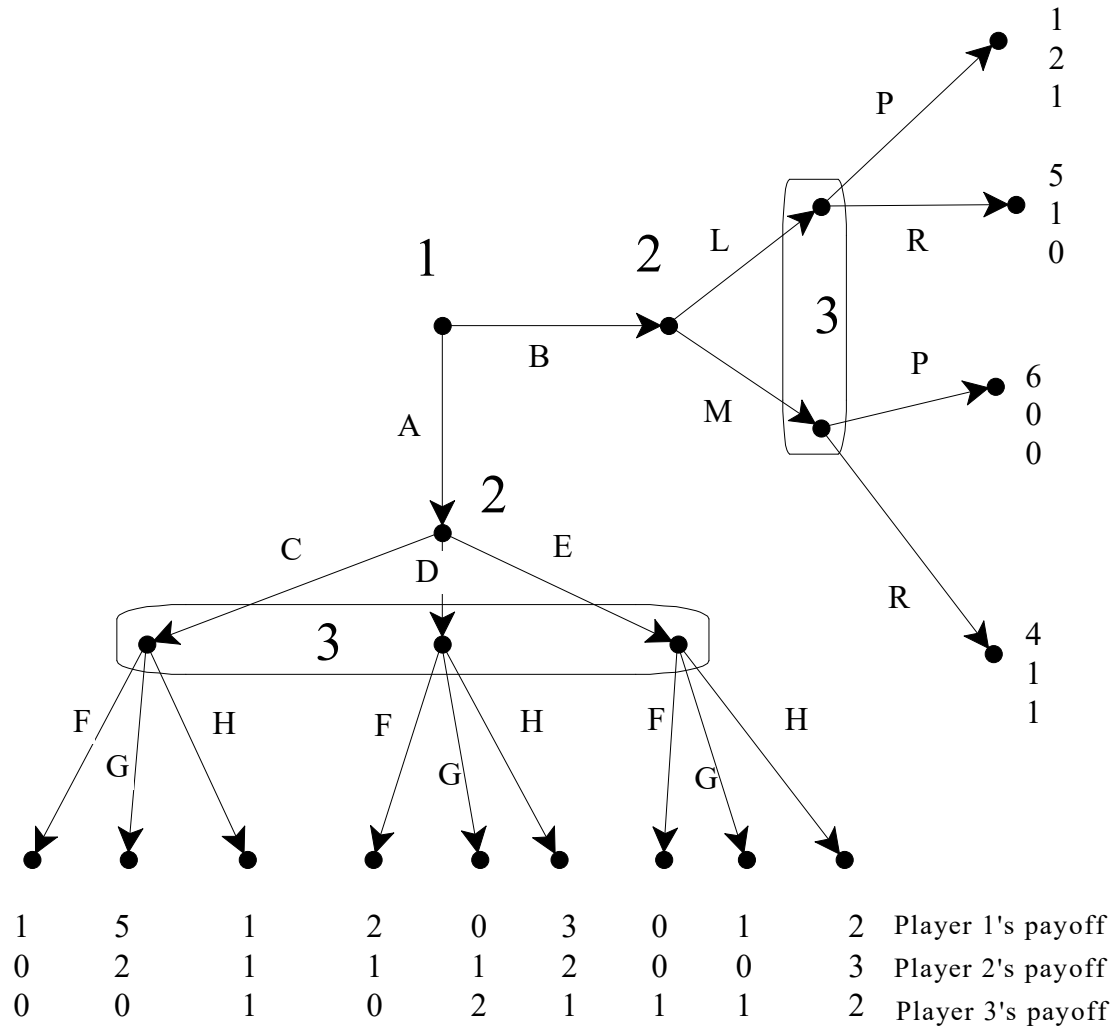 1
2
1
P
5
1
0
L
R
1
2
3
B
P
6
0
0
M
A
2
C
E
D
R
3
4
1
1
F
H
F
H
F
H
G
G
G
1 5 1 2 0 3 0 1 2 Player 1's payoff
0 2 1 1 1 2 0 0 3 Player 2's payoff
0 0 1 0 2 1 1 1 2 Player 3's payoff